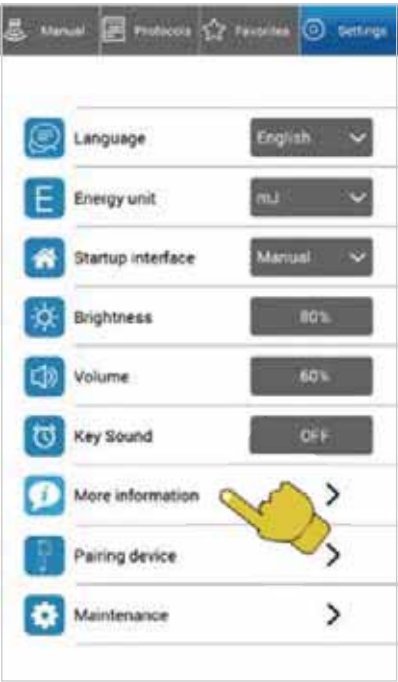 Manual Protocols Favorites Settings
Language English
E Energy unit mJ
Startup interface Manual
Brightness 80%
Volume 60%
Key Sound OFF
i More information
Pairing device
Maintenance